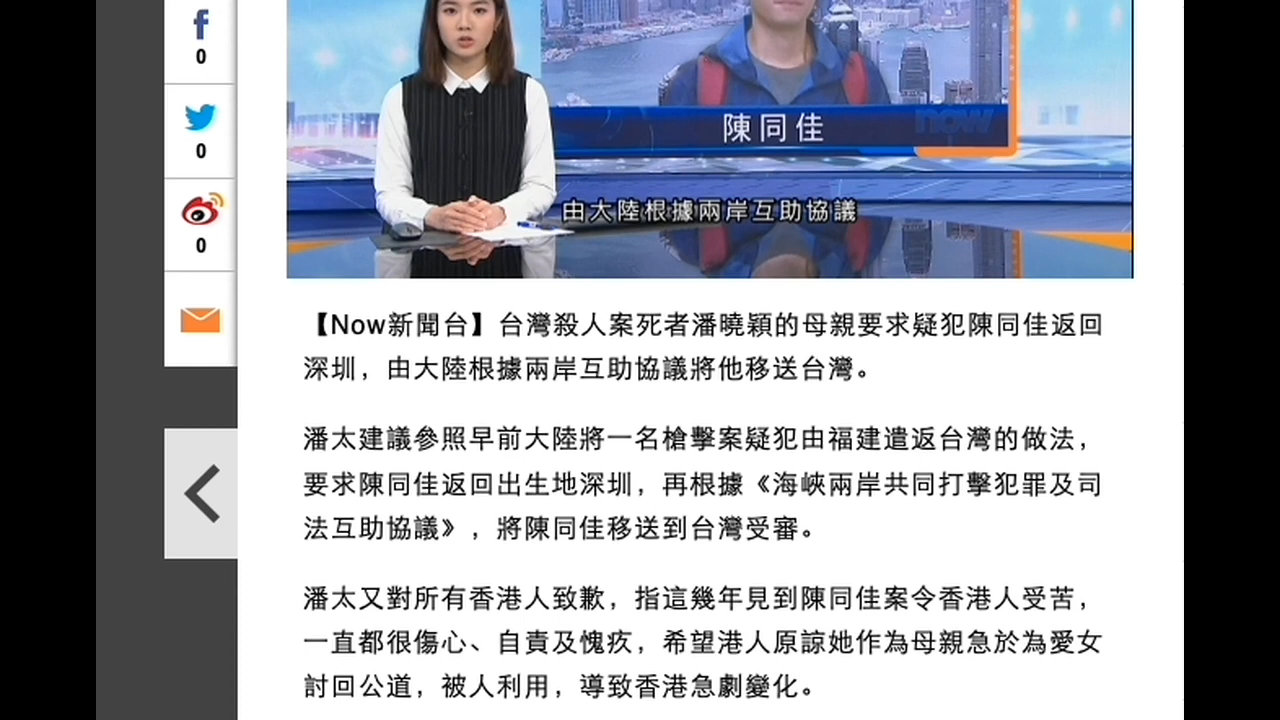 0
0
0
陳同佳
now
由大陸根據兩岸互助協議
【Now新聞台】台灣殺人案死者潘曉穎的母親要求疑犯陳同佳返回
深圳，由大陸根據兩岸互助協議將他移送台灣。
潘太建議參照早前大陸將一名槍擊案疑犯由福建遣返台灣的做法，
要求陳同佳返回出生地深圳，再根據《海峽兩岸共同打擊犯罪及司
法互助協議》，將陳同佳移送到台灣受審。
潘太又對所有香港人致歉，指這幾年見到陳同佳案令香港人受苦，
一直都很傷心、自責及愧疚，希望港人原諒她作為母親急於為愛女
討回公道，被人利用，導致香港急劇變化。